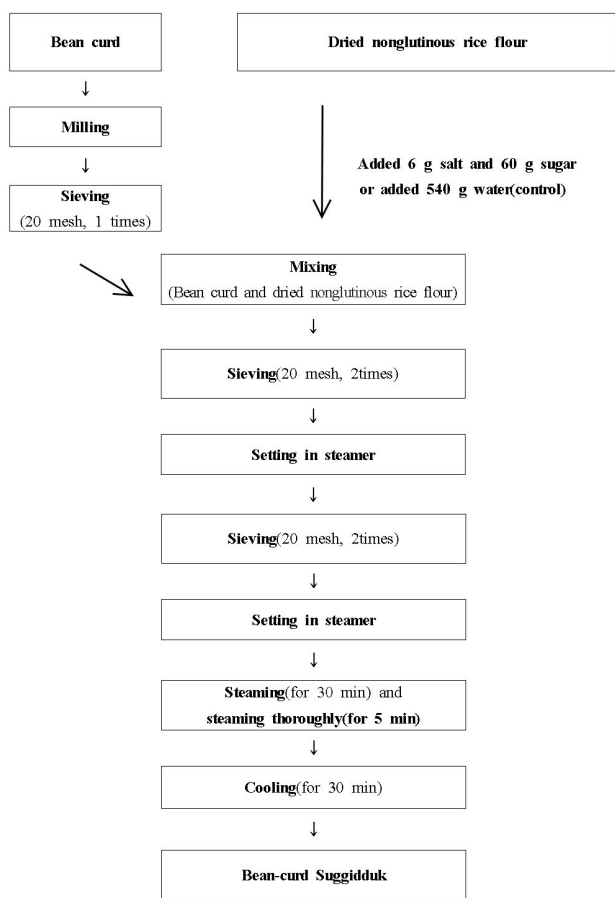 Bean curd
Dried nonglutinous rice flour
↓
Milling
↓
Sieving
(20 mesh, 1 times)
Added 6 g salt and 60 g sugar
or added 540 g water(control)
Mixing
(Bean curd and dried nonglutinous rice flour)
↓
Sieving(20 mesh, 2times)
↓
Setting in steamer
↓
Sieving(20 mesh, 2times)
↓
Setting in steamer
↓
Steaming(for 30 min) and
steaming thoroughly(for 5 min)
↓
Cooling(for 30 min)
↓
Bean-curd Suggidduk